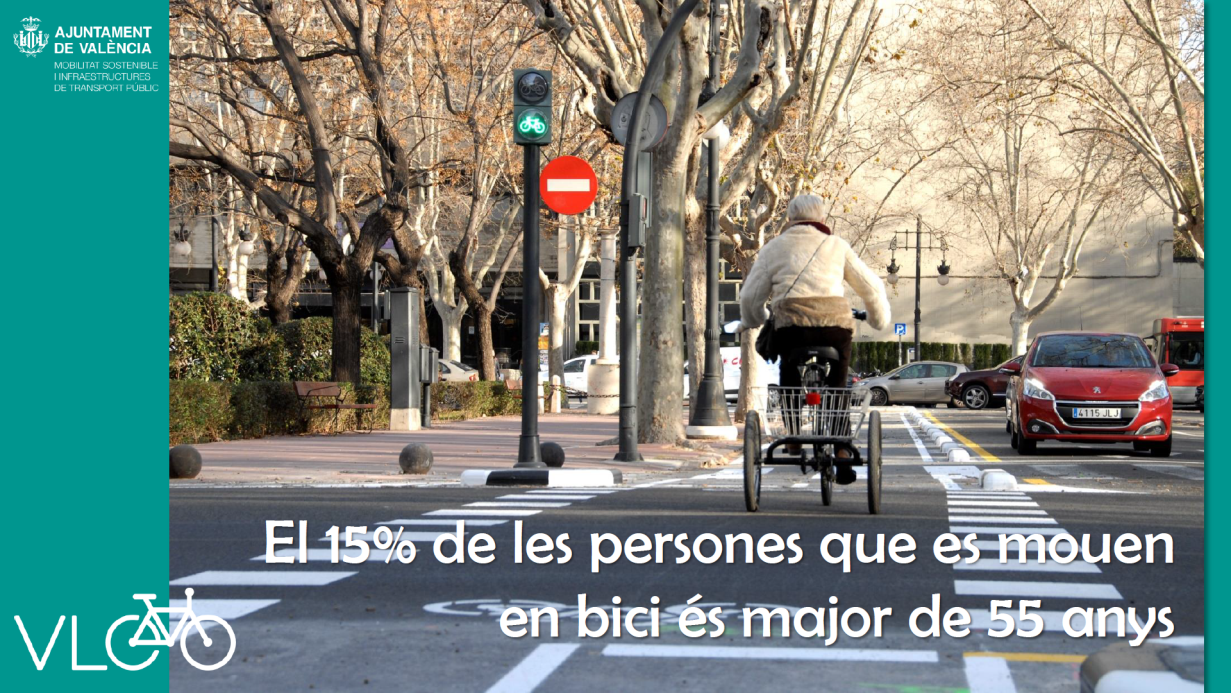 AJUNTAMENT
DE VALÈNCIA
MOBILITAT SOSTENIBLE
I INFRAESTRUCTURES
DE TRANSPORT PÚBLIC
P
4115 JLJ
El 15% de les persones que es mouen
en bici és major de 55 anys
VLC